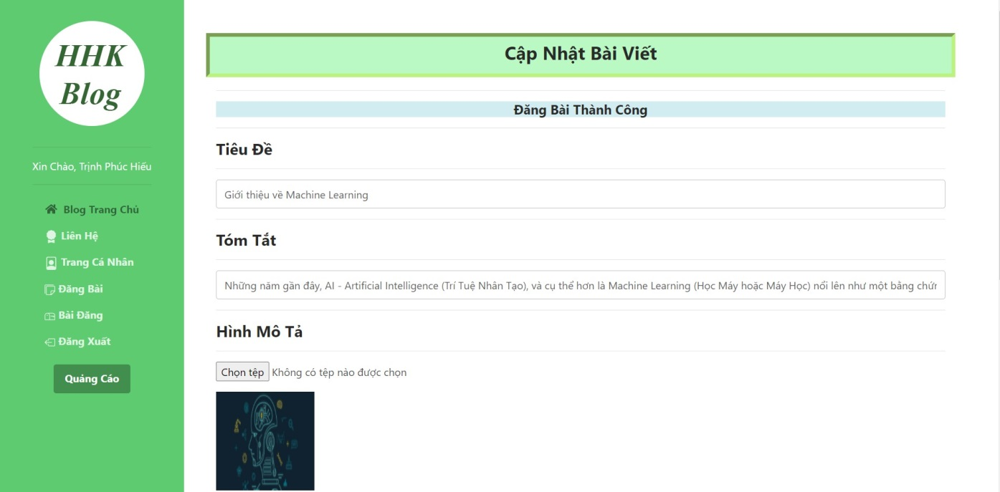 HHK
Blog
Xin Chào, Trịnh Phúc Hiếu
Blog Trang Chủ
Liên Hệ
Trang Cá Nhân
Đăng Bài
Bài Đăng
Đăng Xuất
Quảng Cáo
Cập Nhật Bài Viết
Đăng Bài Thành Công
Tiêu Đề
Giới thiệu về Machine Learning
Tóm Tắt
Những năm gần đây, AI - Artificial Intelligence (Trí Tuệ Nhân Tạo), và cụ thể hơn là Machine Learning (Học Máy hoặc Máy Học) nổi lên như một bằng
Hình Mô Tả
Chọn tệp Không có tệp nào được chọn